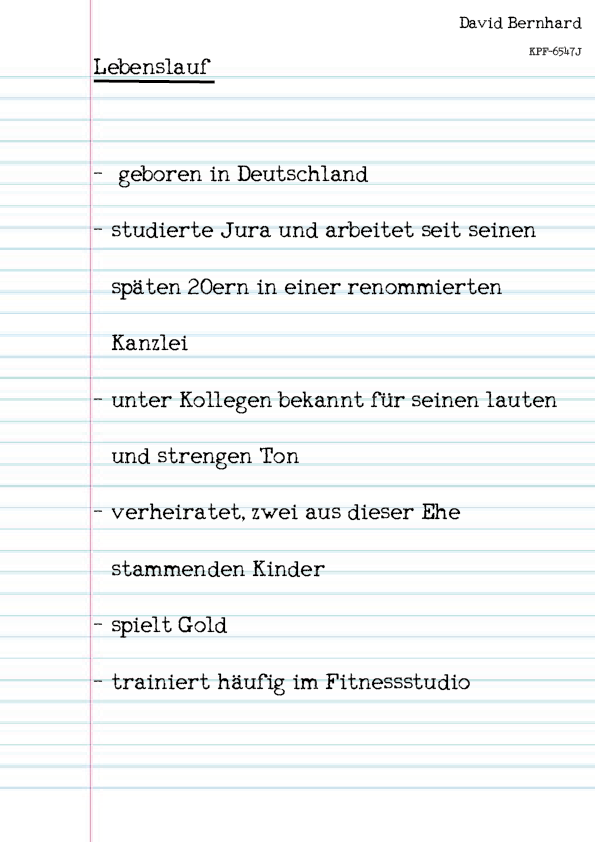 David Bernhard
KPF-6547J
Lebenslauf
- geboren in Deutschland
- studierte Jura und arbeitet seit seinen
späten 20ern in einer renommierten
Kanzlei
- unter Kollegen bekannt für seinen lauten
und strengen Ton
- verheiratet, zwei aus dieser Ehe
stammenden Kinder
- spielt Gold
- trainiert häufig im Fitnessstudio